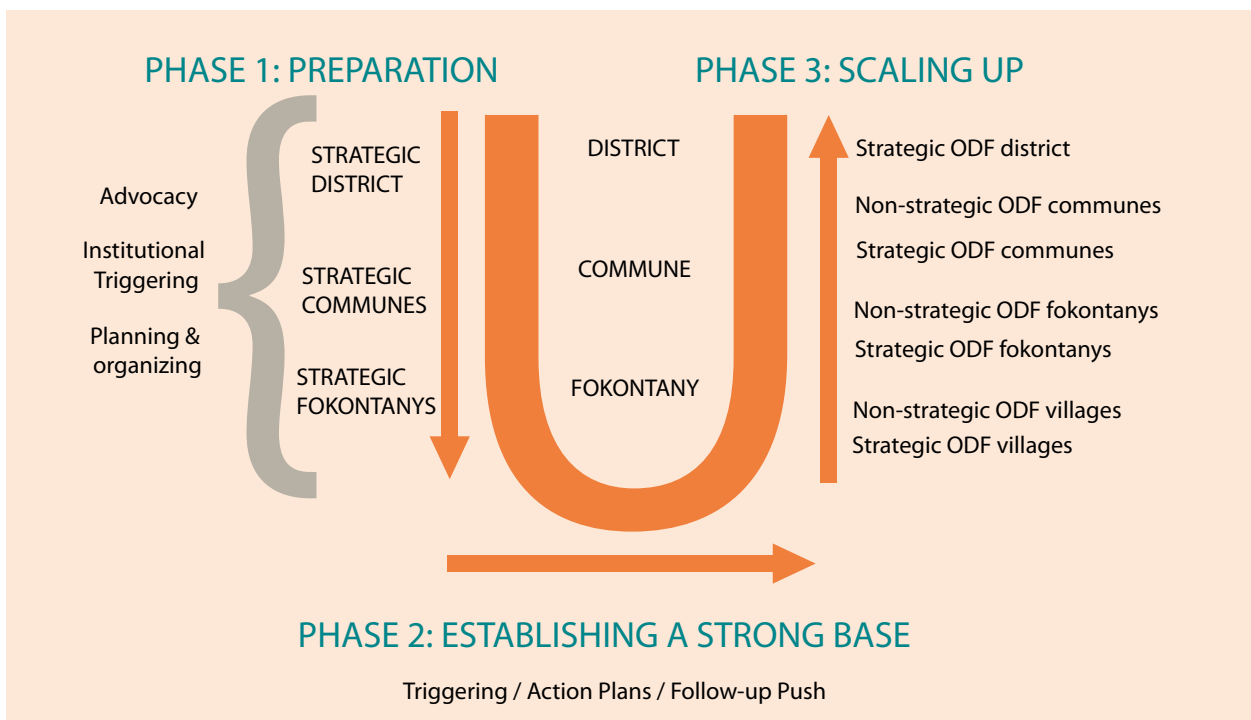 PHASE 1: PREPARATION
PHASE 3: SCALING UP
Advocacy
Institutional
Triggering
Planning &
organizing
STRATEGIC
DISTRICT
STRATEGIC
COMMUNES
STRATEGIC
FOKONTANYS
DISTRICT
COMMUNE
FOKONTANY
Strategic ODF district
Non-strategic ODF communes
Strategic ODF communes
Non-strategic ODF fokontanys
Strategic ODF fokontanys
Non-strategic ODF villages
Strategic ODF villages
PHASE 2: ESTABLISHING A STRONG BASE
Triggering / Action Plans / Follow-up Push